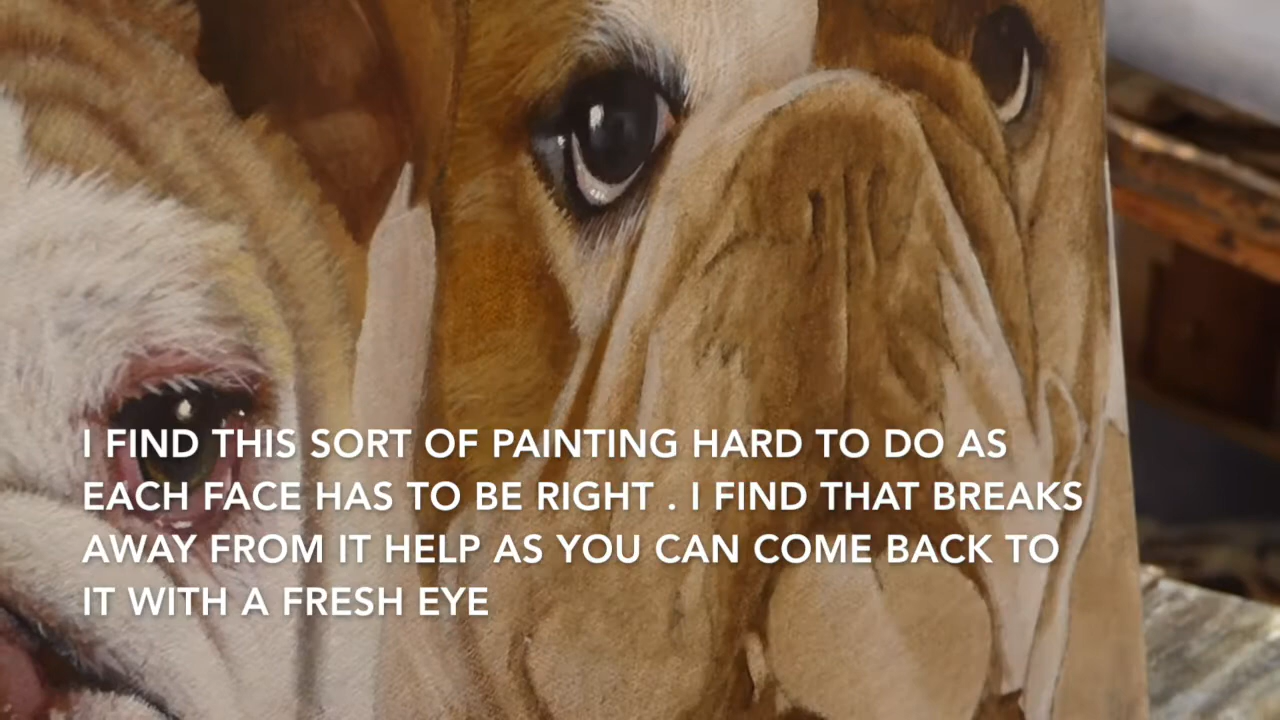 I FIND THIS SORT OF PAINTING HARD TO DO AS
EACH FACE HAS TO BE RIGHT . I FIND THAT BREAKS
AWAY FROM IT HELP AS YOU CAN COME BACK TO
IT WITH A FRESH EYE